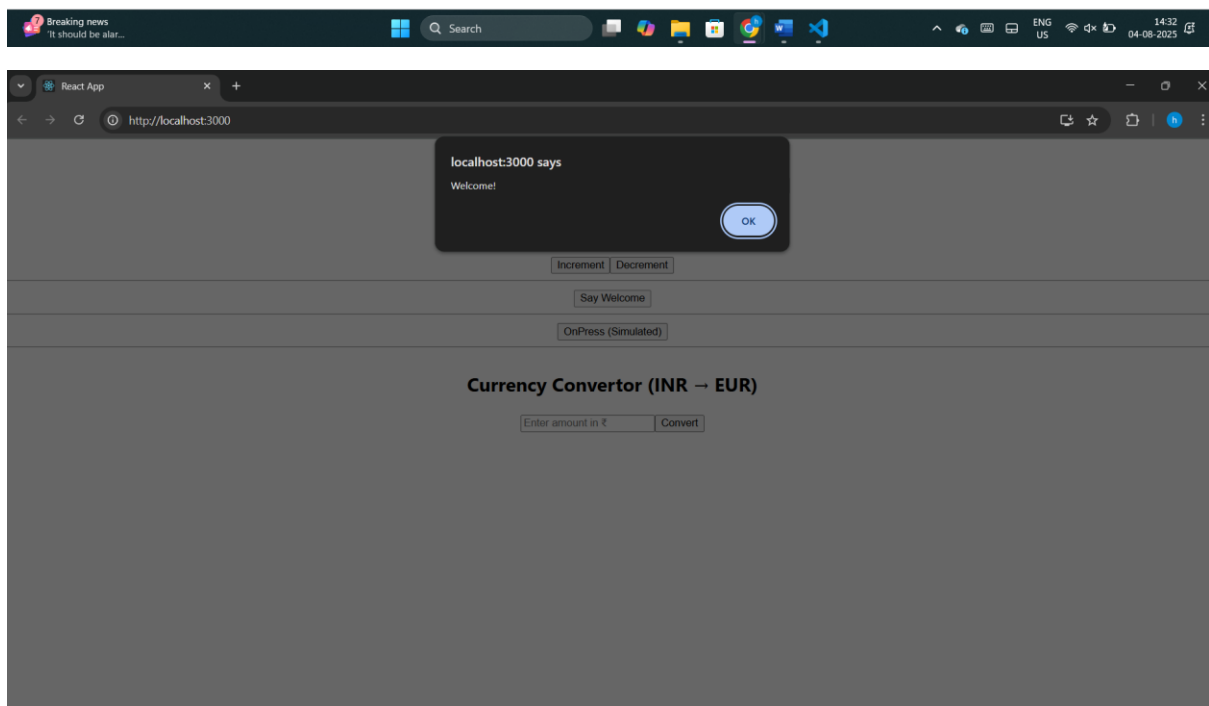 Breaking news
'It should be alar...
7
Search
ENG
US
14:32
04-08-2025
React App
http://localhost:3000
h
localhost:3000 says
Welcome!
OK
Increment Decrement
Say Welcome
OnPress (Simulated)
Currency Convertor (INR → EUR)
Enter amount in ₹ Convert